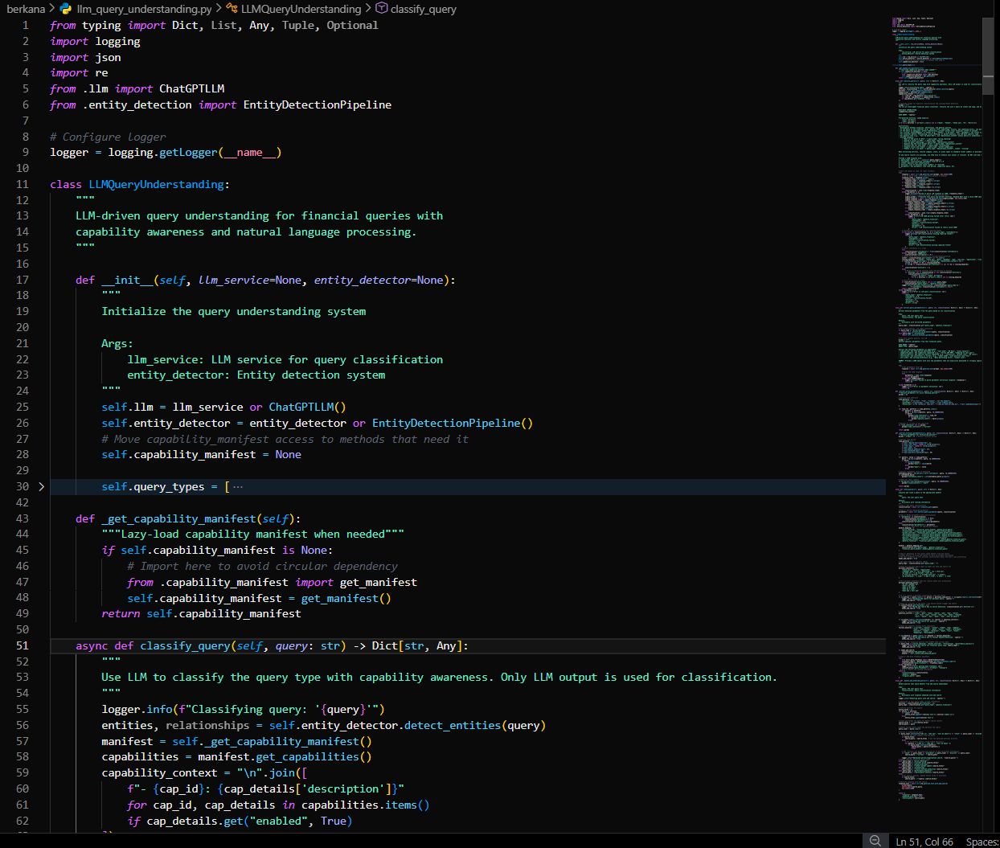 berkana > llm_query_understanding.py > LLMQueryUnderstanding > classify_query
1 from typing import Dict, List, Any, Tuple, Optional
2 import logging
3 import json
4 import re
5 from .llm import ChatGPTLLM
6 from .entity_detection import EntityDetectionPipeline
7
8 # Configure logger
9 logger = logging.getLogger(__name__)
10
11 class LLMQueryUnderstanding:
12 """
13 LLM-driven query understanding for financial queries with
14 capability awareness and natural language processing.
15 """
16
17 def __init__(self, llm_service=None, entity_detector=None):
18 """
19 Initialize the query understanding system
20
21 Args:
22 llm_service: LLM service for query classification
23 entity_detector: Entity detection system
24 """
25 self.llm = llm_service or ChatGPTLLM()
26 self.entity_detector = entity_detector or EntityDetectionPipeline()
27 # Move capability_manifest access to methods that need it
28 self.capability_manifest = None
29
30 > self.query_types = [ ···
42
43 def _get_capability_manifest(self):
44 """Lazy-load capability manifest when needed"""
45 if self.capability_manifest is None:
46 # Import here to avoid circular dependency
47 from .capability_manifest import get_manifest
48 self.capability_manifest = get_manifest()
49 return self.capability_manifest
50
51 async def classify_query(self, query: str) -> Dict[str, Any]:
52 """
53 Use LLM to classify the query type with capability awareness. Only LLM output is used for classification.
54 """
55 logger.info(f"Classifying query: '{query}'")
56 entities, relationships = self.entity_detector.detect_entities(query)
57 manifest = self._get_capability_manifest()
58 capabilities = manifest.get_capabilities()
59 capability_context = "\n".join([
60 f"- {cap_id}: {cap_details['description']}"
61 for cap_id, cap_details in capabilities.items()
62 if cap_details.get("enabled", True)
Ln 51, Col 66 Spaces: